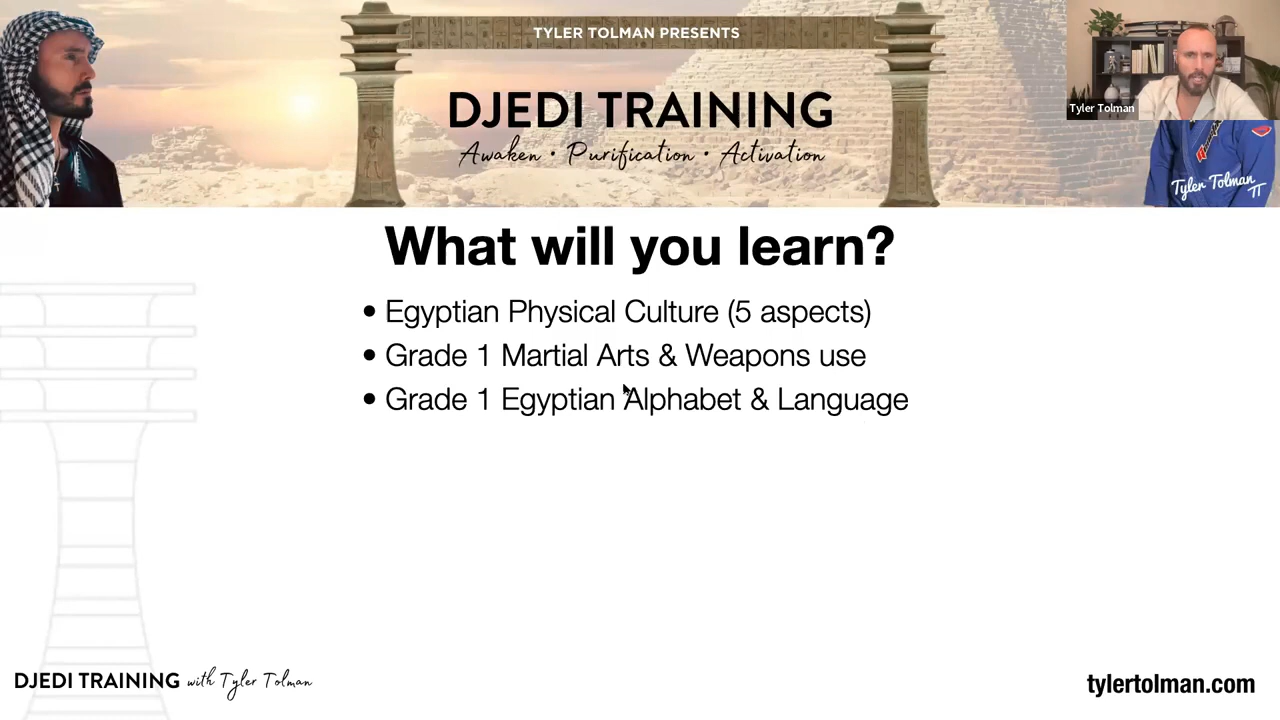 TYLER TOLMAN PRESENTS
DJEDI TRAINING
Awaken • Purification • Activation
Tyler Tolman
Tyler Tolman
TT
What will you learn?
• Egyptian Physical Culture (5 aspects)
• Grade 1 Martial Arts & Weapons use
• Grade 1 Egyptian Alphabet & Language
DJEDI TRAINING with Tyler Tolman
tylertolman.com